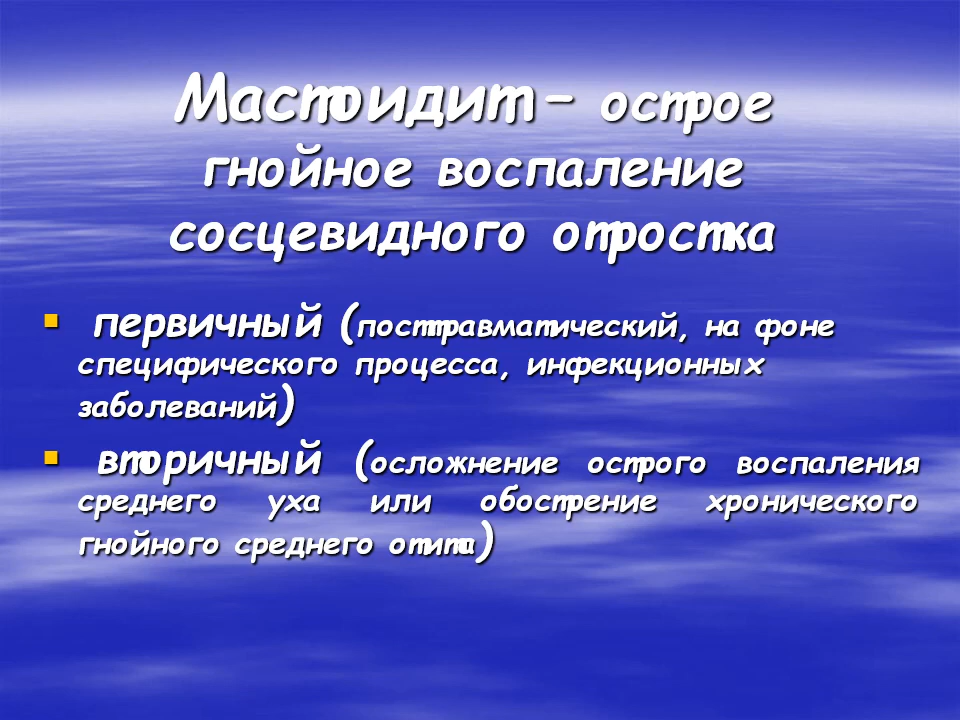 Мастоидит – острое
гнойное воспаление
сосцевидного отростка
▪ первичный (посттравматический, на фоне
специфического процесса, инфекционных
заболеваний)
▪ вторичный (осложнение острого воспаления
среднего уха или обострение хронического
гнойного среднего отита)